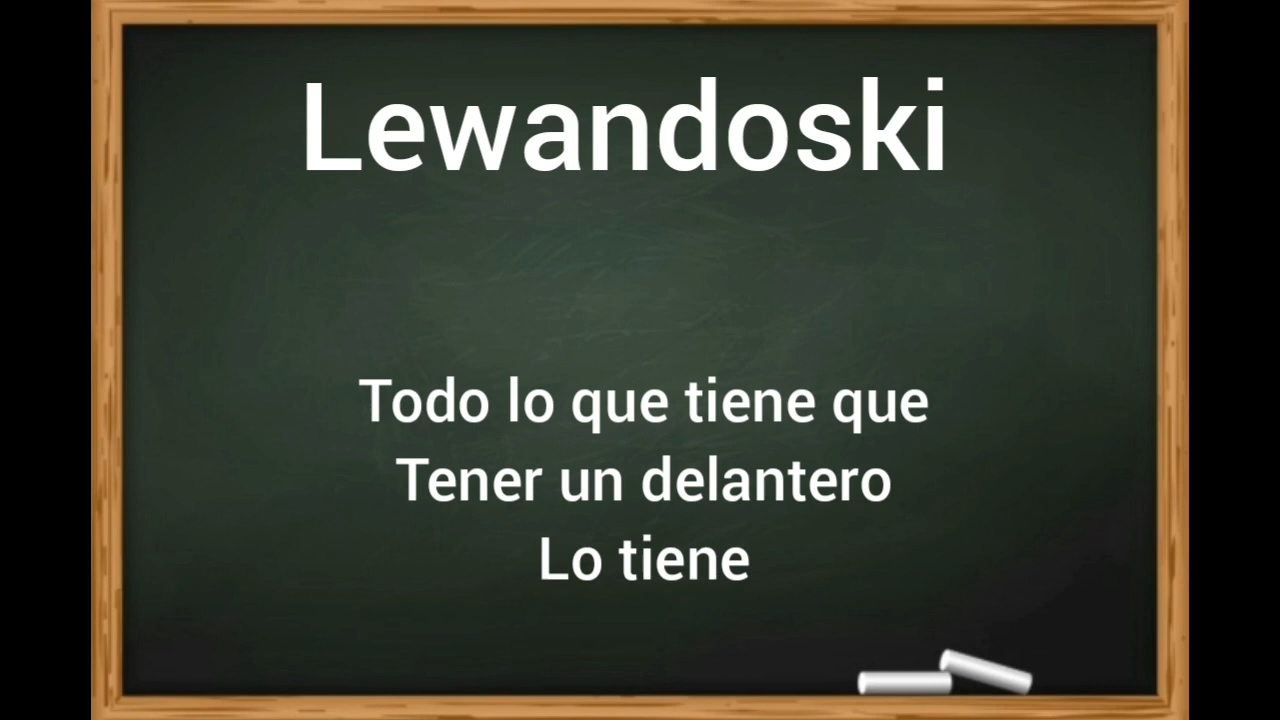 Lewandoski
Todo lo que tiene que
Tener un delantero
Lo tiene